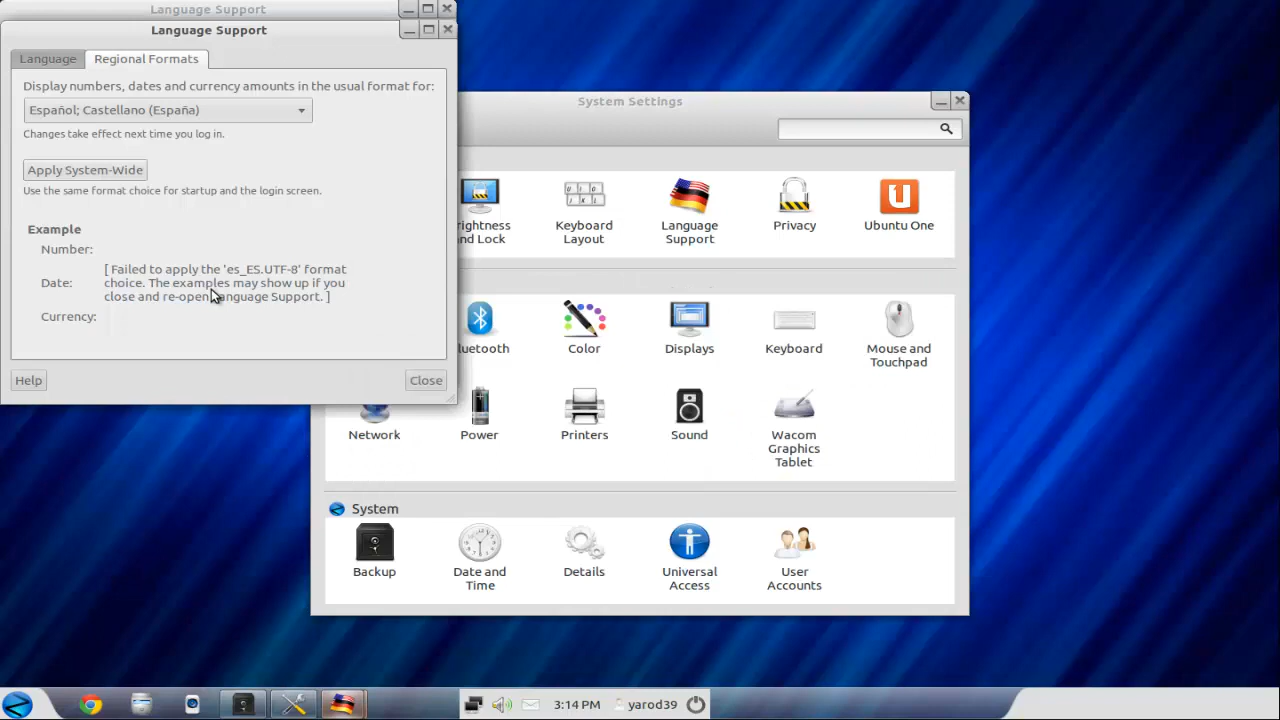 Language Support
Language Support
Language
Regional Formats
Display numbers, dates and currency amounts in the usual format for:
Español; Castellano (España)
Changes take effect next time you log in.
Apply System-Wide
Use the same format choice for startup and the login screen.
Example
Number:
Date:
[ Failed to apply the 'es_ES.UTF-8' format
choice. The examples may show up if you
close and re-open Language Support. ]
Currency:
Help
Close
System Settings
rightness
and Lock
Keyboard
Layout
Language
Support
Privacy
Ubuntu One
luetooth
Color
Displays
Keyboard
Mouse and
Touchpad
Network
Power
Printers
Sound
Wacom
Graphics
Tablet
System
Backup
Date and
Time
Details
Universal
Access
User
Accounts
3:14 PM
yarod39